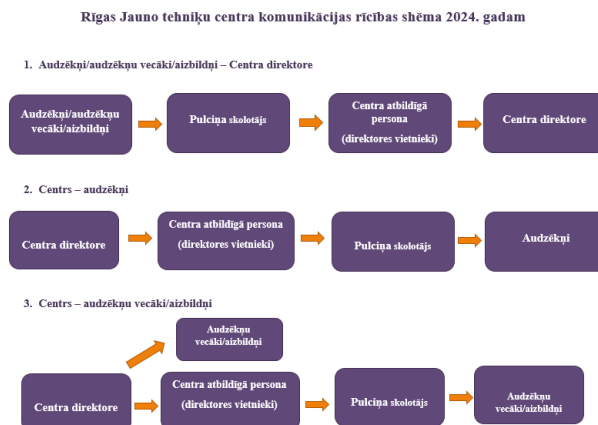 Rīgas Jauno tehniķu centra komunikācijas rīcības shēma 2024. gadam
1. Audzēkņi/audzēkņu vecāki/aizbildņi – Centra direktore
Audzēkņi/audzēkņu
vecāki/aizbildņi
Pulciņa skolotājs
Centra atbildīgā
persona
(direktores vietnieki)
Centra direktore
2. Centrs – audzēkņi
Centra direktore
Centra atbildīgā persona
(direktores vietnieki)
Pulciņa skolotājs
Audzēkņi
3. Centrs – audzēkņu vecāki/aizbildņi
Audzēkņu
vecāki/aizbildņi
Centra direktore
Centra atbildīgā persona
(direktores vietnieki)
Pulciņa skolotājs
Audzēkņu
vecāki/aizbildņi